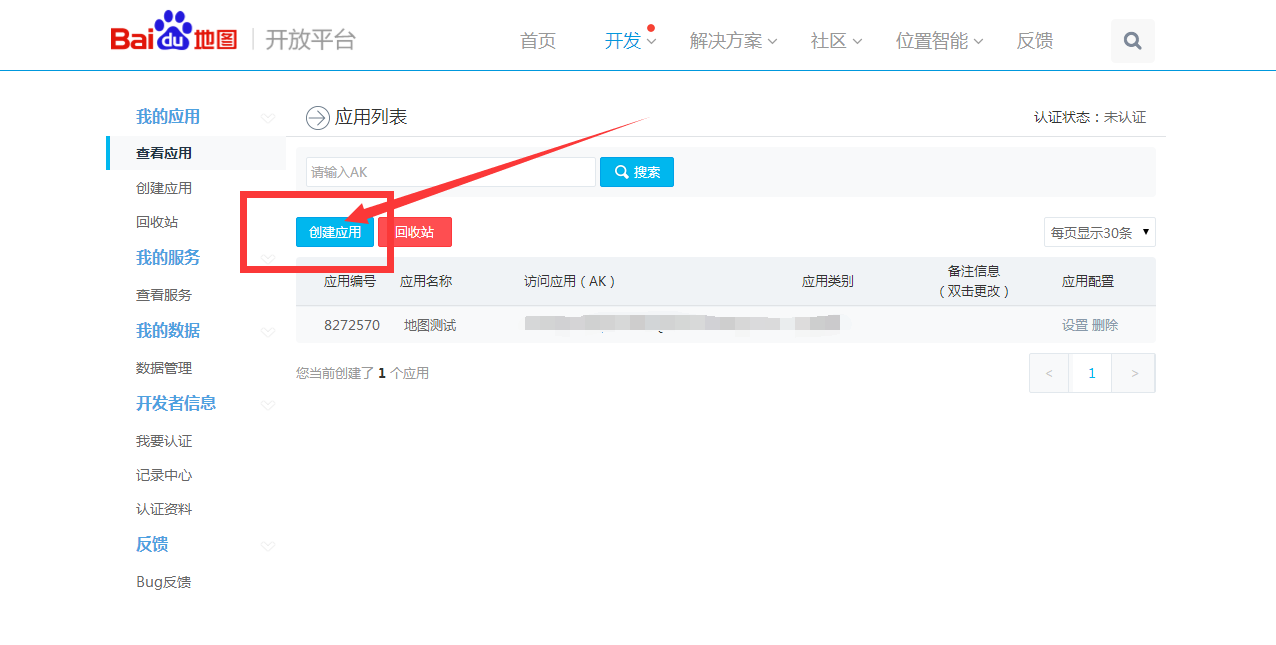 Bai du 地图 开放平台 首页 开发 解决方案 社区 位置智能 反馈
我的应用
查看应用
创建应用
回收站
我的服务
查看服务
我的数据
数据管理
开发者信息
我要认证
记录中心
认证资料
反馈
Bug反馈
应用列表 认证状态：未认证
请输入AK 搜索
创建应用 回收站 每页显示30条
应用编号 应用名称 访问应用（AK） 应用类别 备注信息 应用配置
（双击更改）
8272570 地图测试 设置 删除
您当前创建了 1 个应用 < 1 >